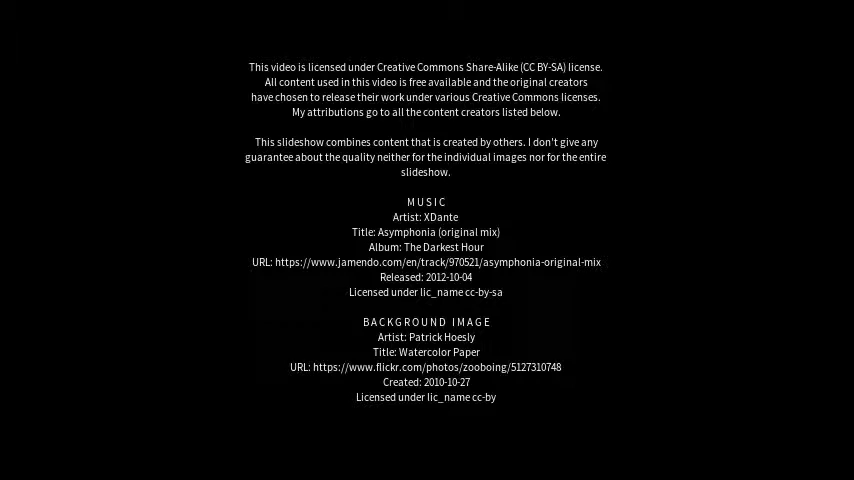 This video is licensed under Creative Commons Share-Alike (CC BY-SA) license.
All content used in this video is free available and the original creators
have chosen to release their work under various Creative Commons licenses.
My attributions go to all the content creators listed below.
This slideshow combines content that is created by others. I don't give any
guarantee about the quality neither for the individual images nor for the entire
slideshow.
MUSIC
Artist: XDante
Title: Asymphonia (original mix)
Album: The Darkest Hour
URL: https://www.jamendo.com/en/track/970521/asymphonia-original-mix
Released: 2012-10-04
Licensed under lic_name cc-by-sa
BACKGROUND IMAGE
Artist: Patrick Hoesly
Title: Watercolor Paper
URL: https://www.flickr.com/photos/zooboing/5127310748
Created: 2010-10-27
Licensed under lic_name cc-by